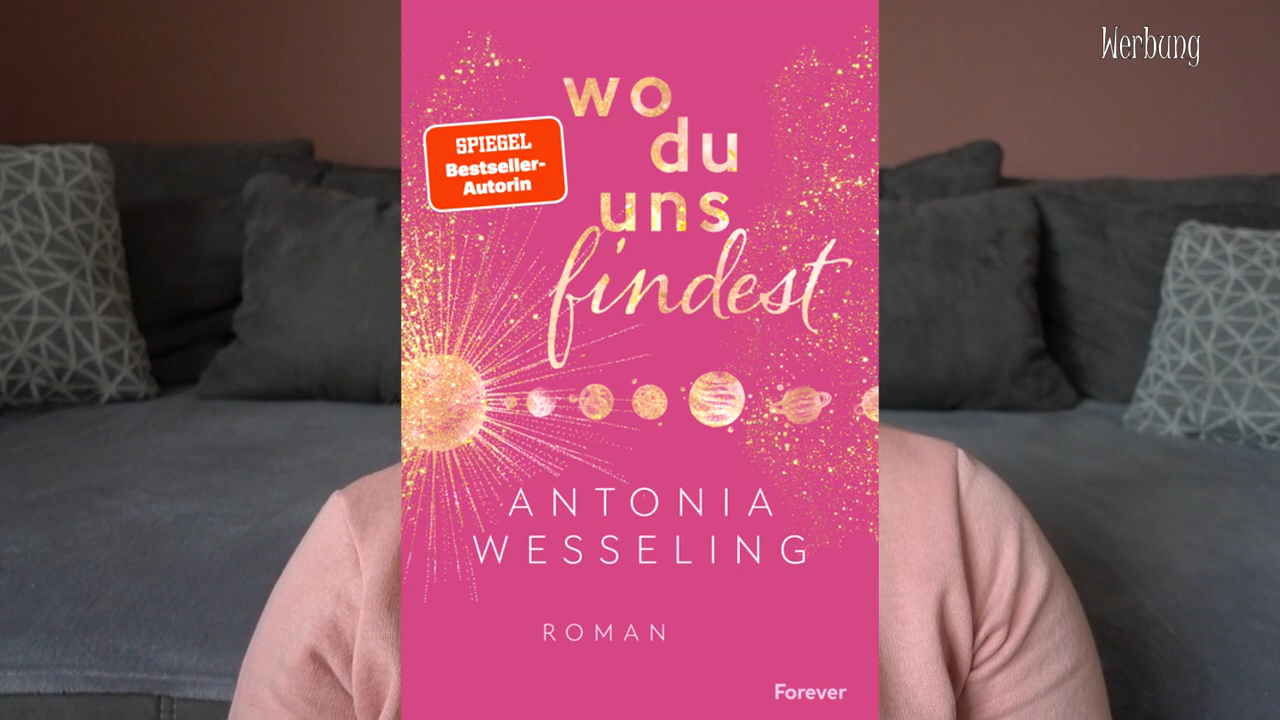 Werbung
wo
du
uns
findest
SPIEGEL
Bestseller-
Autorin
ANTONIA
WESSELING
ROMAN
Forever